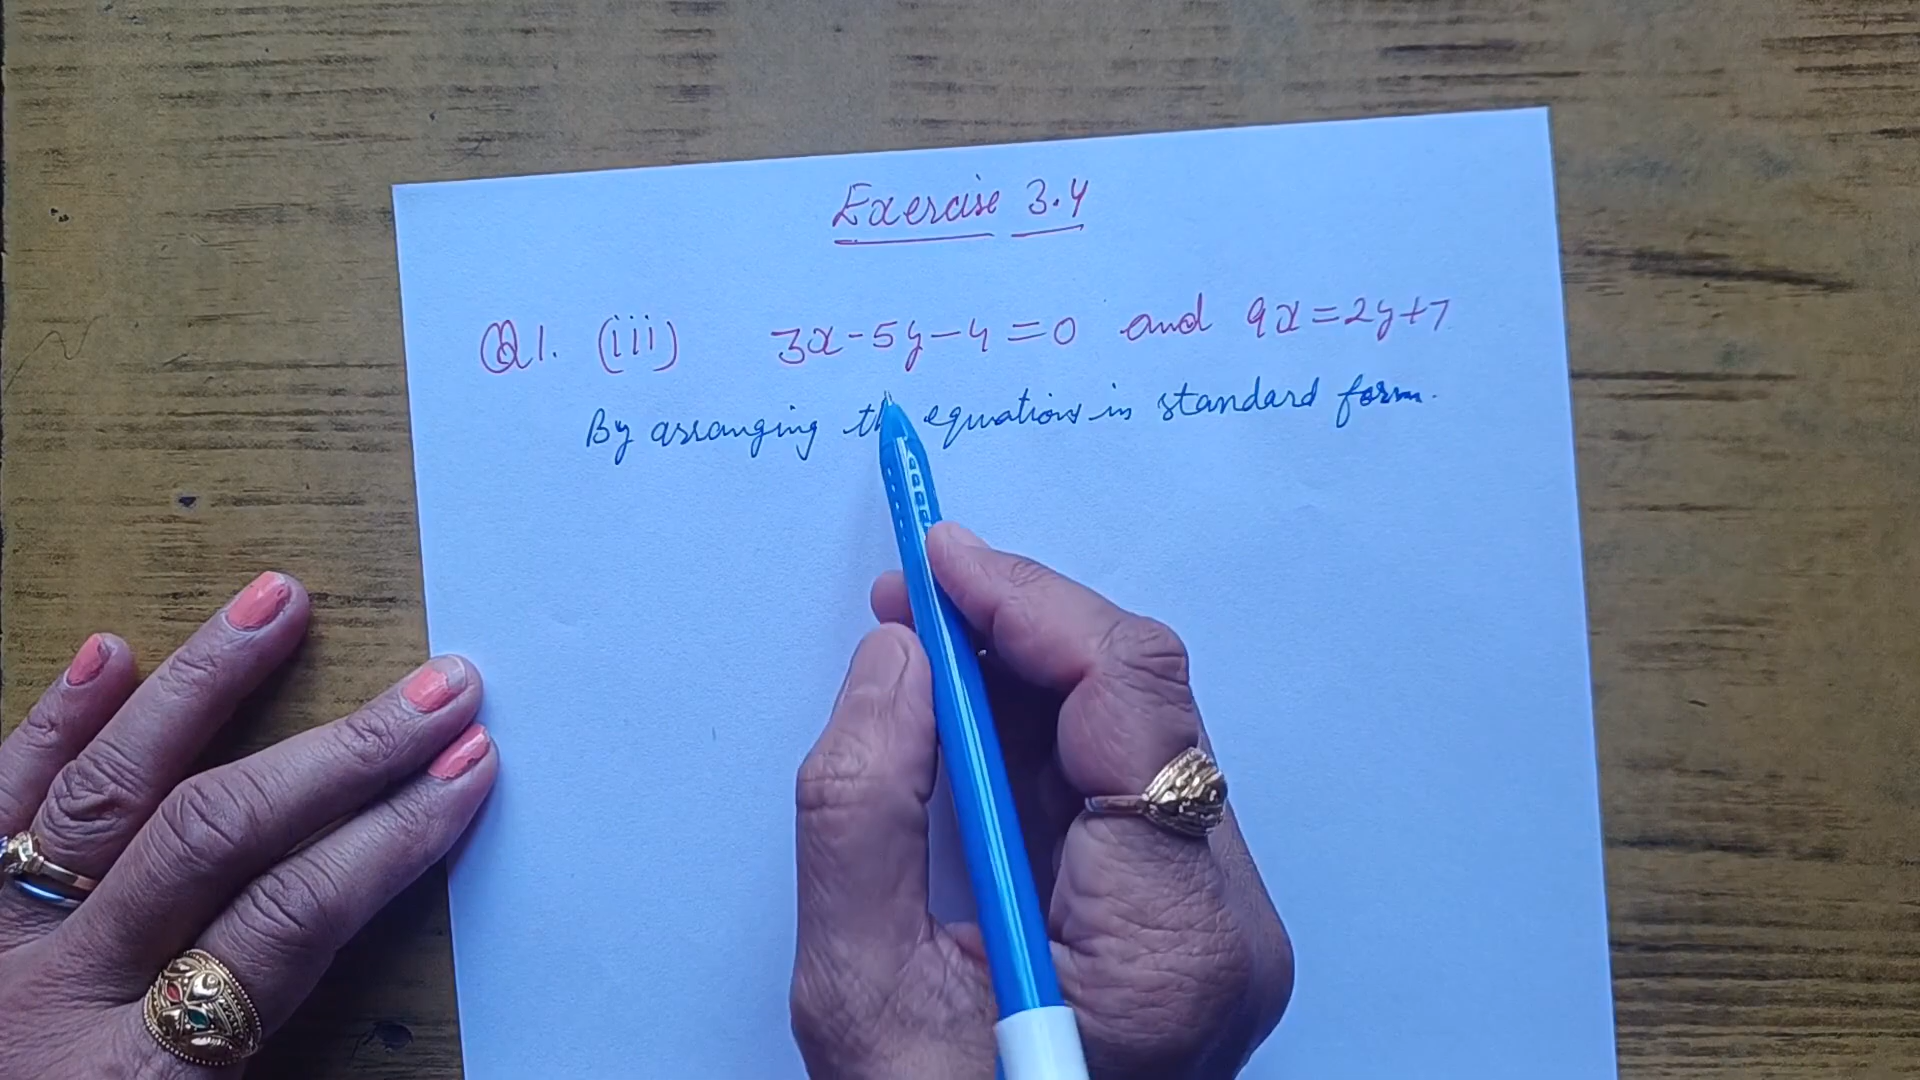 Exercise 3.4
Q1. (iii) 3x-5y-4=0 and 9x=2y+7
By arranging the equations in standard form.